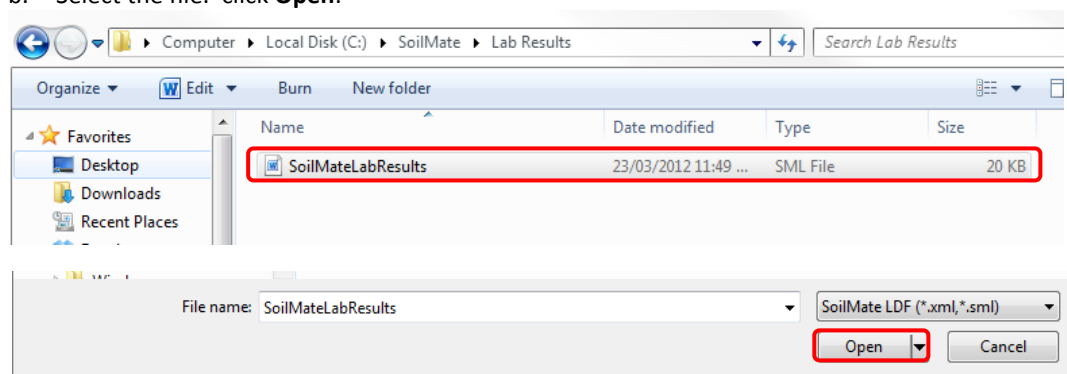 b. Select the file. click Open.
Computer Local Disk (C:) SoilMate Lab Results Search Lab Results
Organize Edit Burn New folder
Name Date modified Type Size
Favorites
Desktop SoilMateLabResults 23/03/2012 11:49 ... SML File 20 KB
Downloads
Recent Places
File name: SoilMateLabResults SoilMate LDF (*.xml,*.sml)
Open Cancel